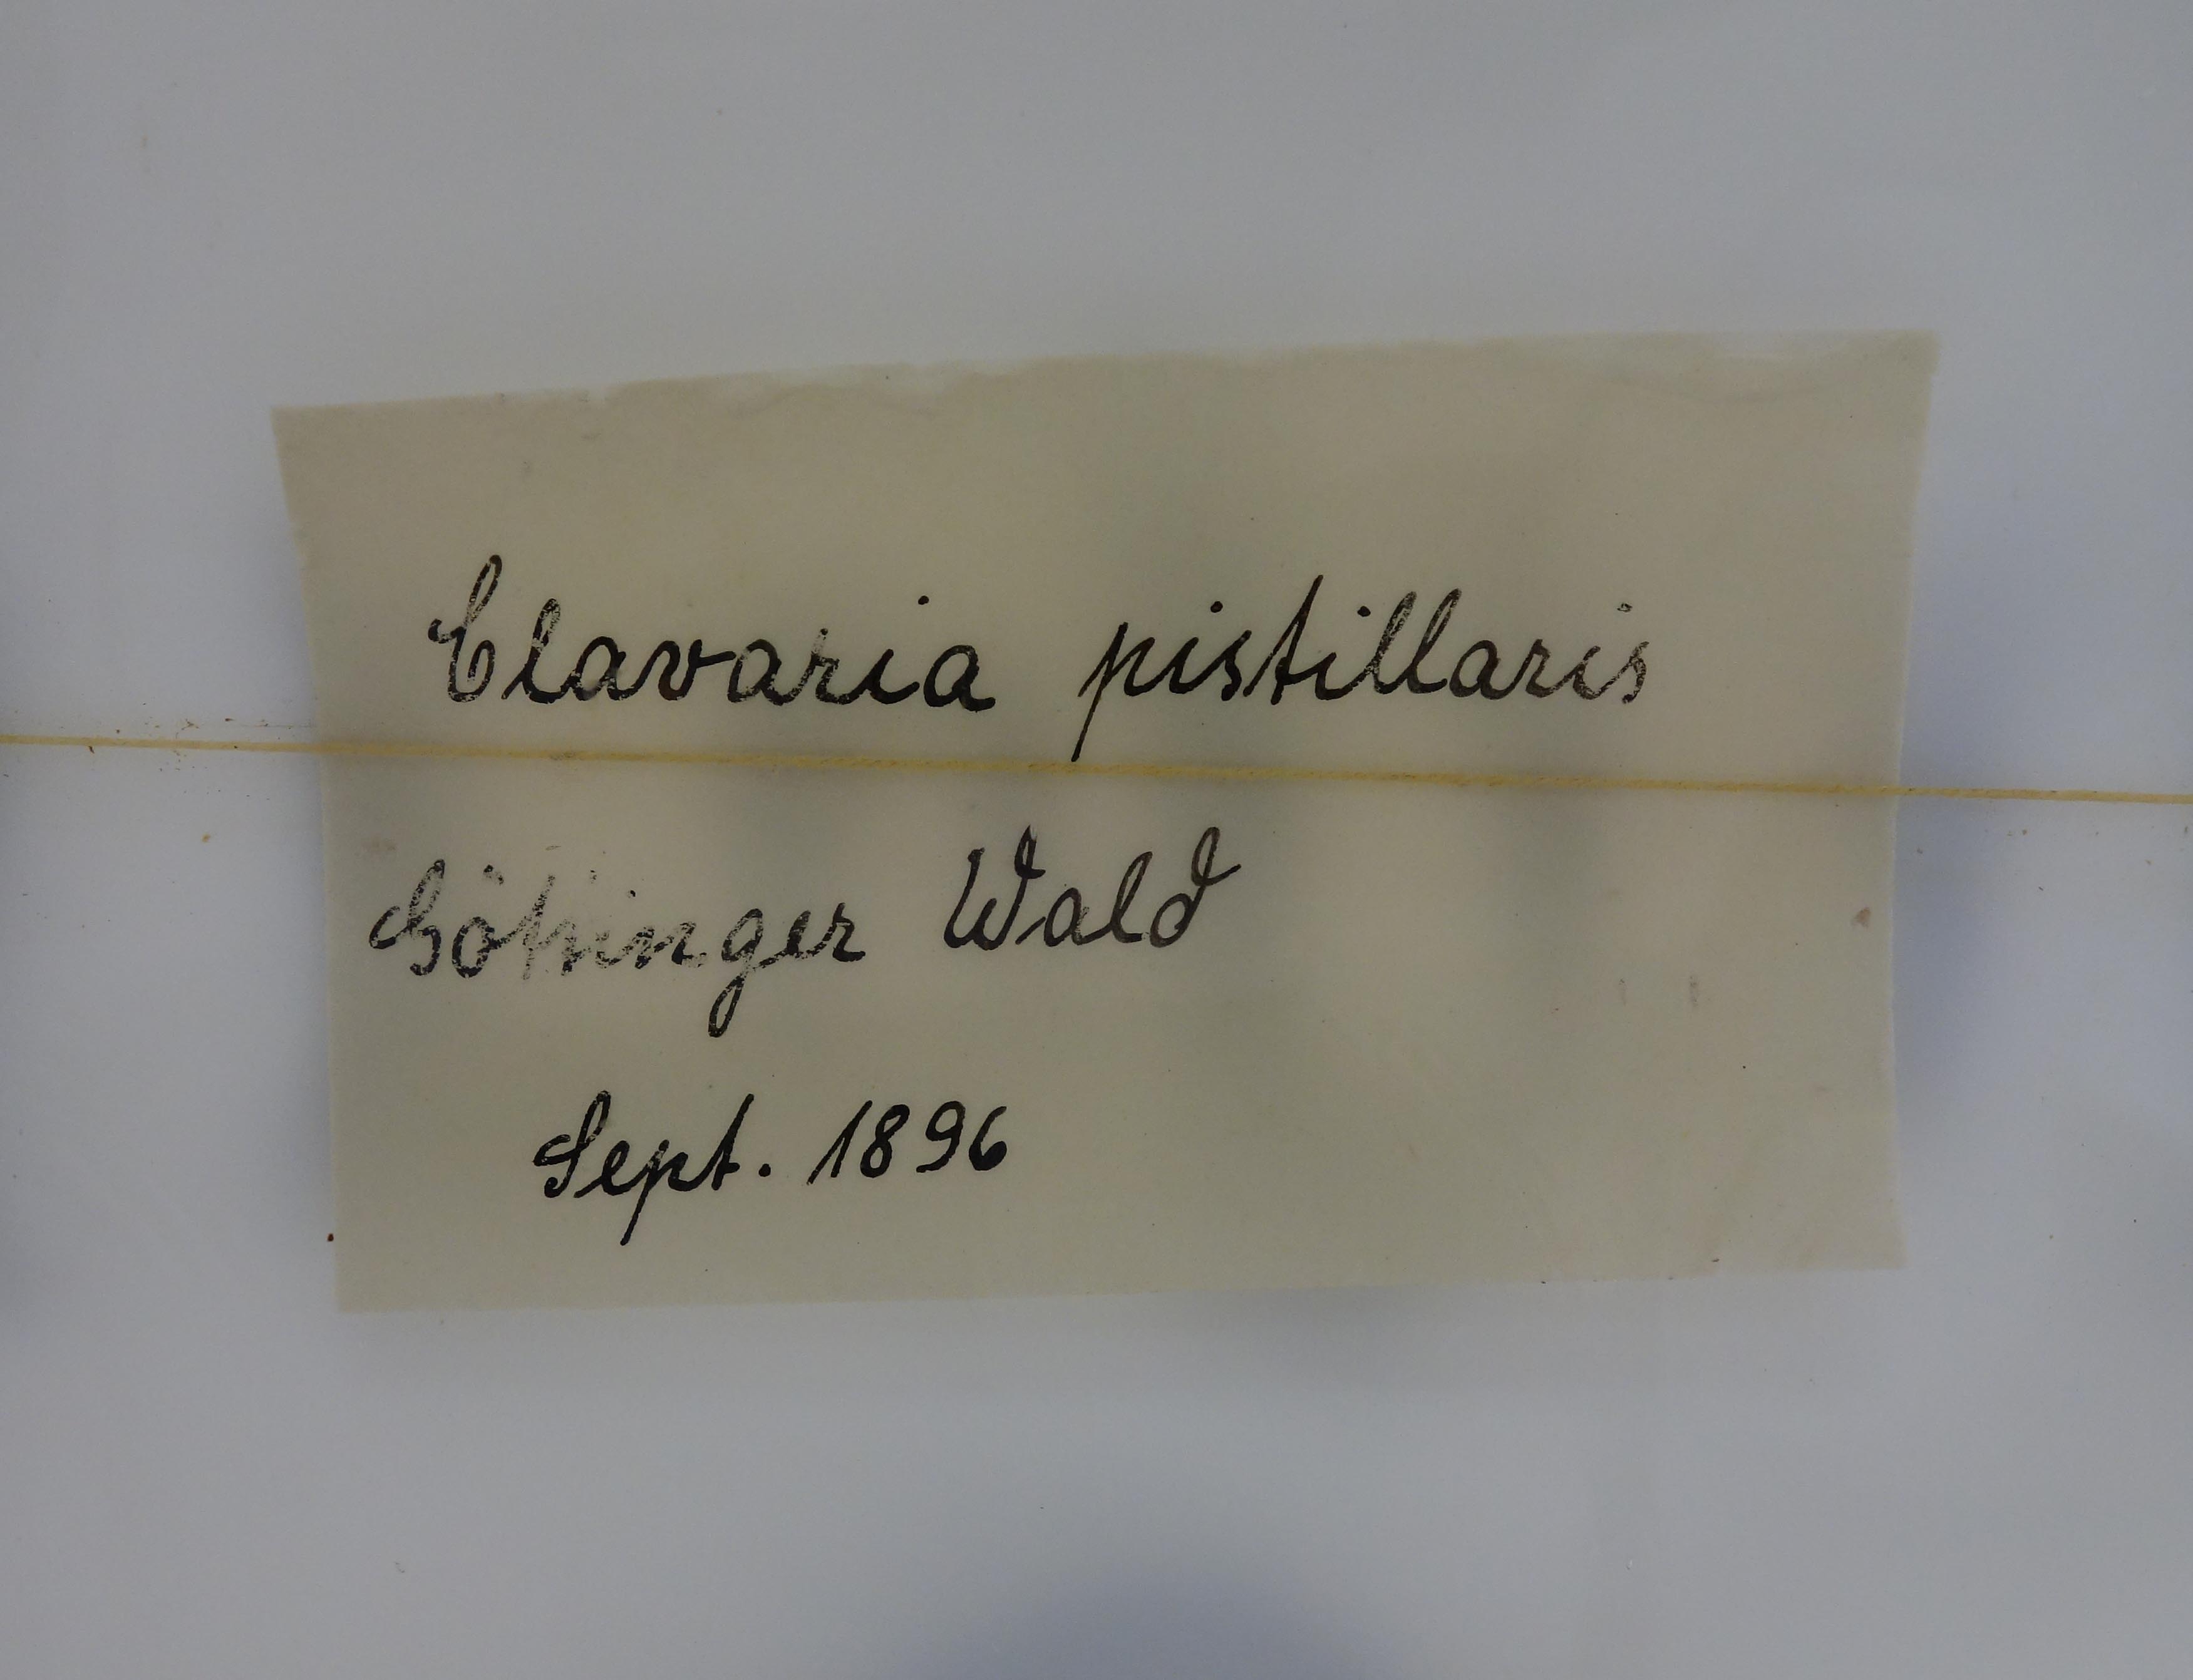 Clavaria pistillaris
Göttinger Wald
Sept. 1896